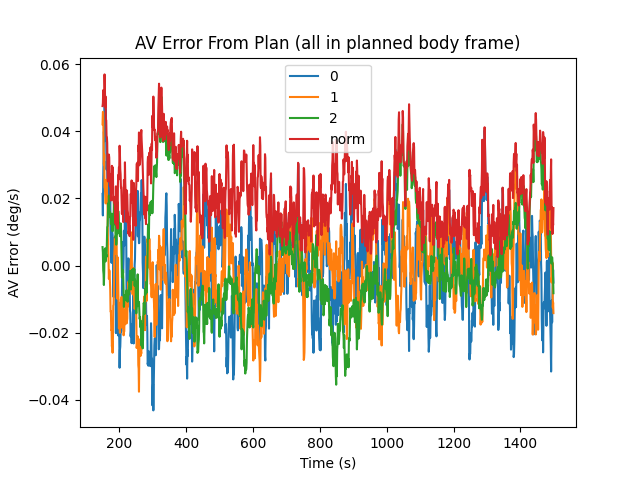 AV Error From Plan (all in planned body frame)
0
1
2
norm
AV Error (deg/s)
0.06
0.04
0.02
0.00
−0.02
−0.04
200 400 600 800 1000 1200 1400
Time (s)